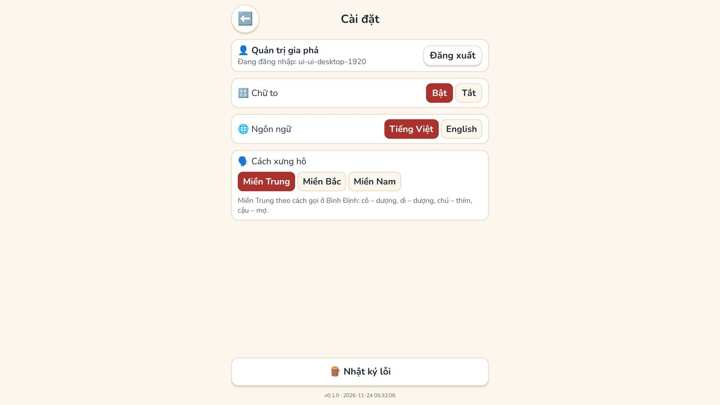 Cài đặt
Quản trị gia phả
Đang đăng nhập: ui-ui-desktop-1920
Đăng xuất
Chữ to
Bật
Tắt
Ngôn ngữ
Tiếng Việt
English
Cách xưng hô
Miền Trung
Miền Bắc
Miền Nam
Miền Trung theo cách gọi ở Bình Định: cô – dượng, dì – dượng, chú – thím,
cậu – mợ.
Nhật ký lỗi
v0.1.0 · 2026-11-24 05:33:06